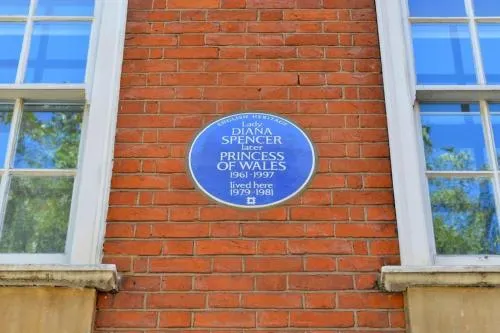 ENGLISH HERITAGE
Lady
DIANA
SPENCER
later
PRINCESS
OF WALES
1961-1997
lived here
1979-1981